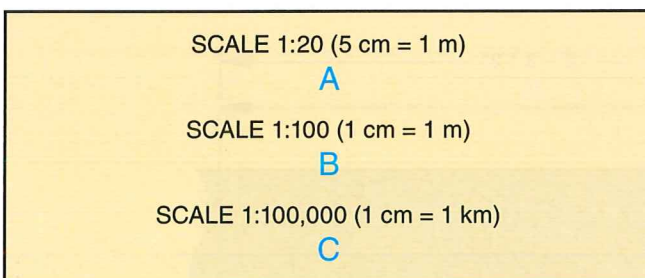 SCALE 1:20 (5 cm = 1 m)
A
SCALE 1:100 (1 cm = 1 m)
B
SCALE 1:100,000 (1 cm = 1 km)
C